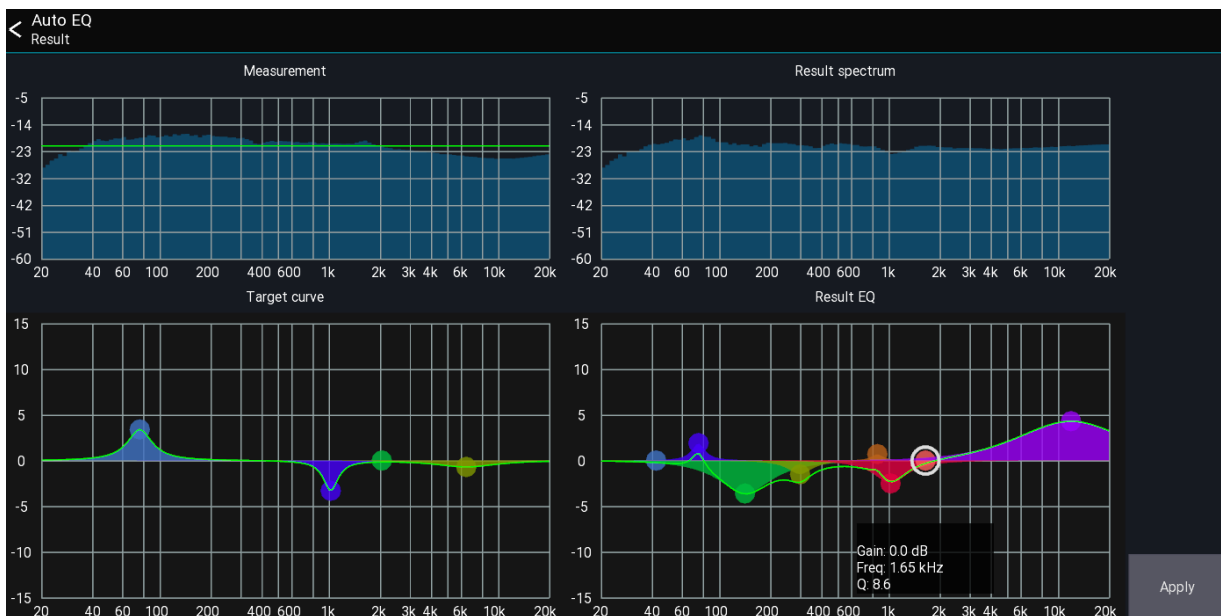 Auto EQ
Result
Measurement
-5
-14
-23
-32
-42
-51
-60
20 40 60 100 200 400 600 1k 2k 3k 4k 6k 10k 20k
Result spectrum
-5
-14
-23
-32
-42
-51
-60
20 40 60 100 200 400 600 1k 2k 3k 4k 6k 10k 20k
Target curve
15
10
5
0
-5
-10
-15
20 40 60 100 200 400 600 1k 2k 3k 4k 6k 10k 20k
Result EQ
15
10
5
0
-5
-10
-15
20 40 60 100 200 400 600 1k 2k 3k 4k 6k 10k 20k
Gain: 0.0 dB
Freq: 1.65 kHz
Q: 8.6
Apply